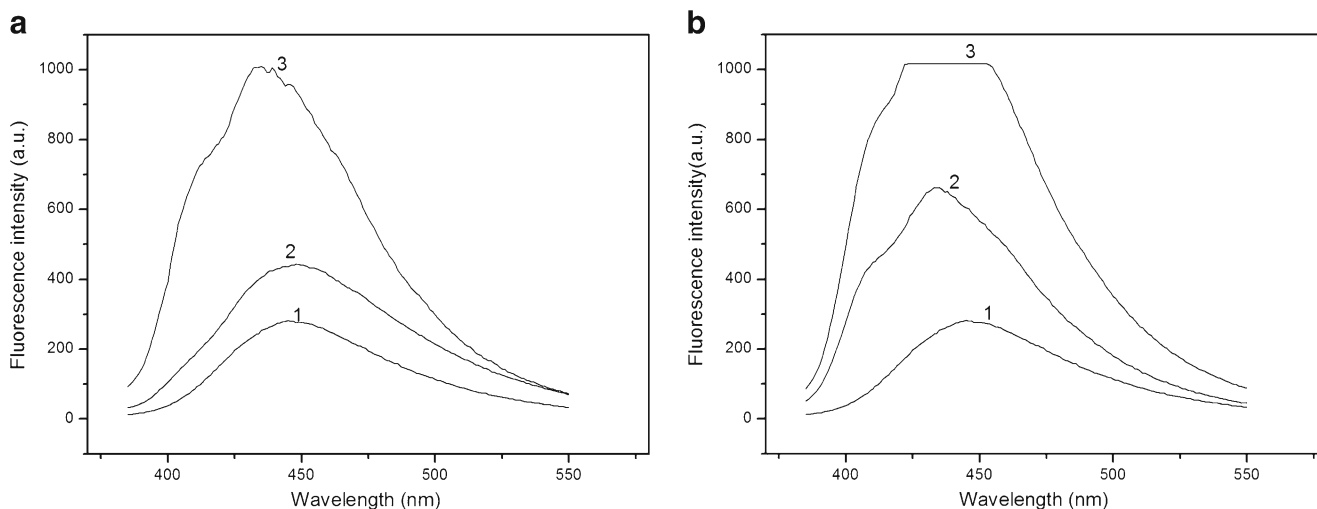 a
1000
800
600
400
200
0
400 450 500 550
Fluorescence intensity (a.u.)
Wavelength (nm)
3
2
1
b
1000
800
600
400
200
0
400 450 500 550
Fluorescence intensity(a.u.)
Wavelength (nm)
3
2
1